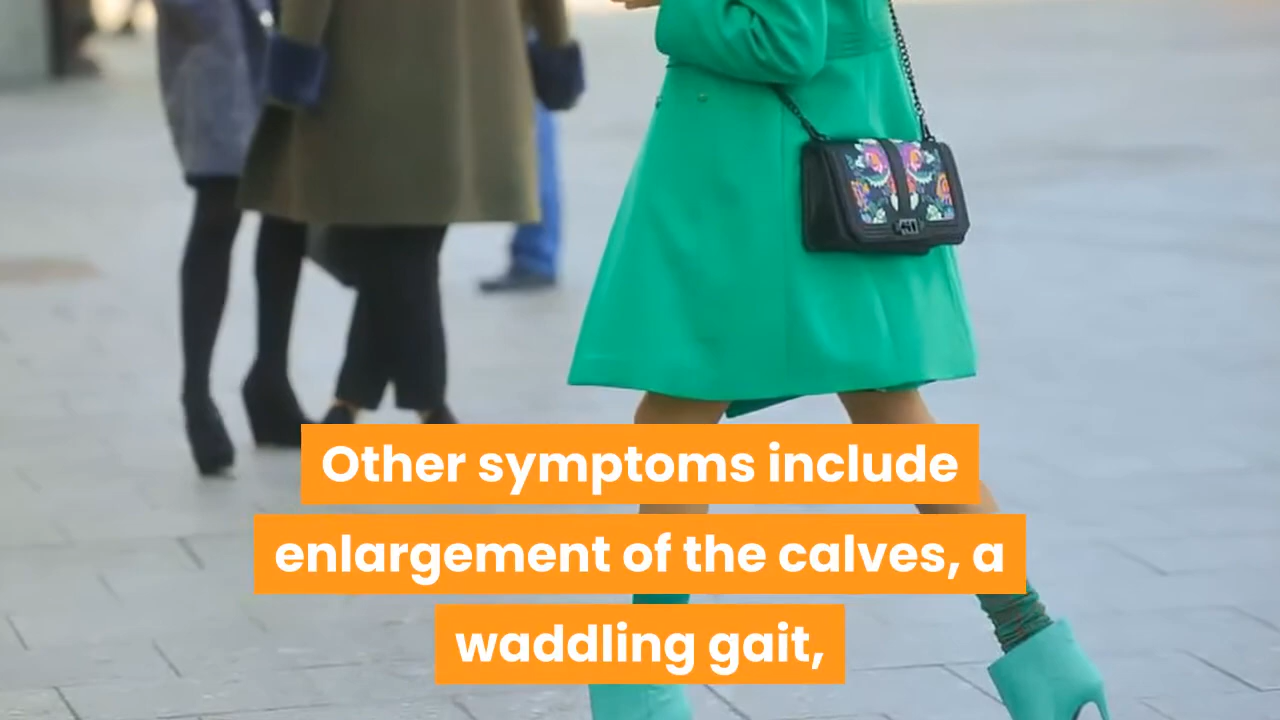 Other symptoms include
enlargement of the calves, a
waddling gait,